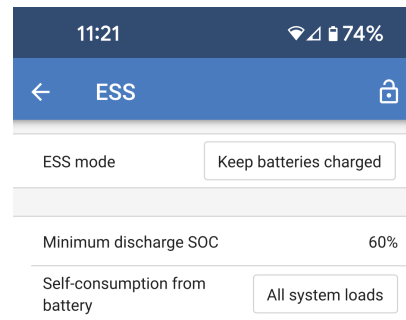 11:21 74%
ESS
ESS mode Keep batteries charged
Minimum discharge SOC 60%
Self-consumption from
battery All system loads